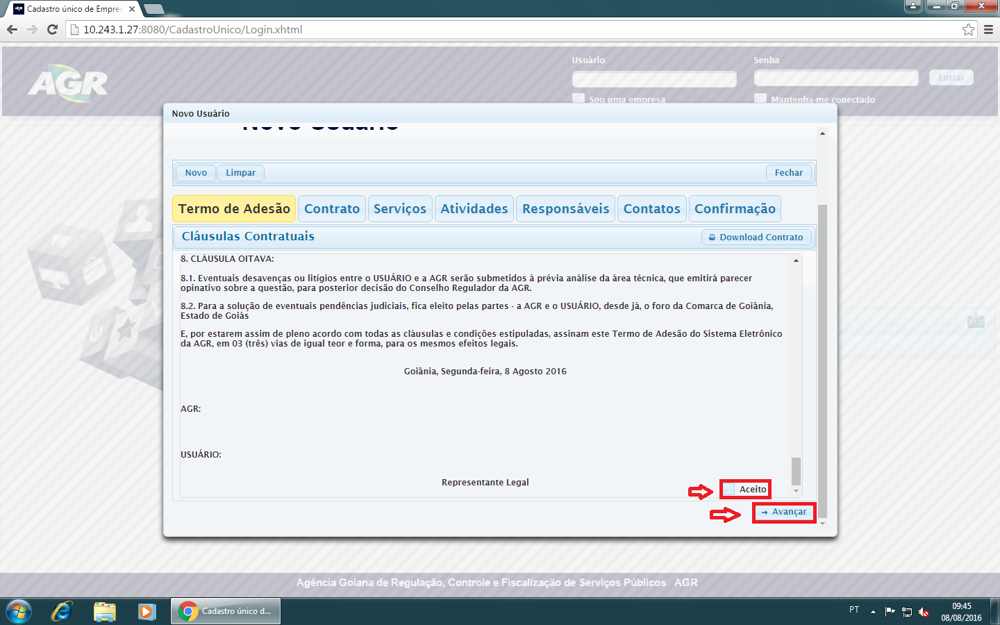 Cadastro único de Empres
10.243.1.27:8080/CadastroUnico/Login.xhtml
AGR
Usuário
Senha
Entrar
Sou uma empresa
Mantenha-me conectado
Novo Usuário
Novo Usuário
Novo
Limpar
Fechar
Termo de Adesão
Contrato
Serviços
Atividades
Responsáveis
Contatos
Confirmação
Cláusulas Contratuais
Download Contrato
8. CLÁUSULA OITAVA:
8.1. Eventuais desavenças ou litígios entre o USUÁRIO e a AGR serão submetidos à prévia análise da área técnica, que emitirá parecer
opinativo sobre a questão, para posterior decisão do Conselho Regulador da AGR.
8.2. Para a solução de eventuais pendências judiciais, fica eleito pelas partes - a AGR e o USUÁRIO, desde já, o foro da Comarca de Goiânia,
Estado de Goiás
E, por estarem assim de pleno acordo com todas as cláusulas e condições estipuladas, assinam este Termo de Adesão do Sistema Eletrônico
da AGR, em 03 (três) vias de igual teor e forma, para os mesmos efeitos legais.
Goiânia, Segunda-feira, 8 Agosto 2016
AGR:
USUÁRIO:
Representante Legal
Aceito
Avançar
Agência Goiana de Regulação, Controle e Fiscalização de Serviços Públicos AGR
Cadastro único d...
PT
09:45
08/08/2016